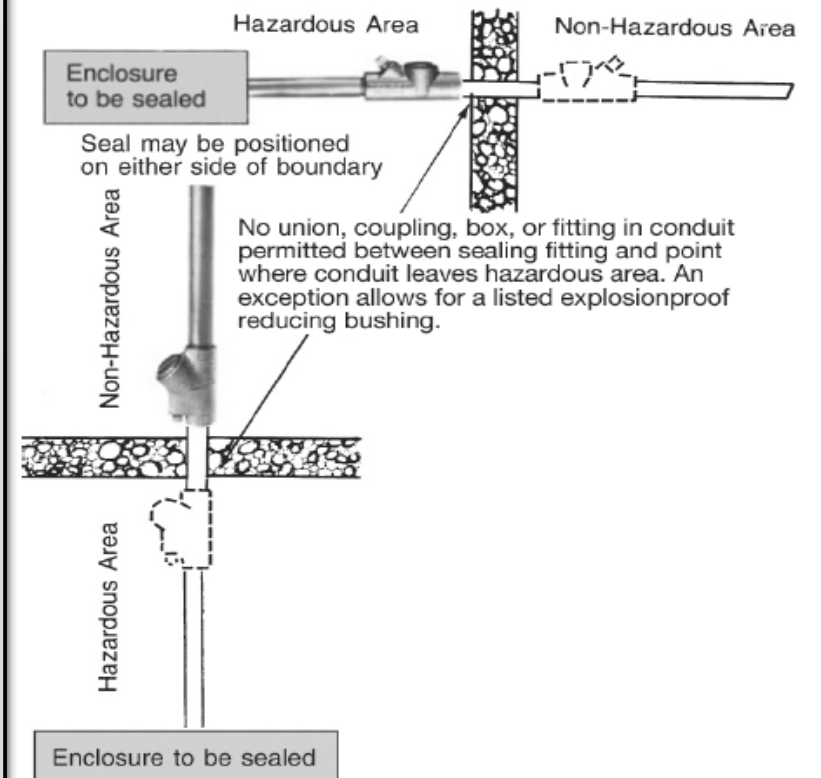 Hazardous Area
Non-Hazardous Area
Enclosure
to be sealed
Seal may be positioned
on either side of boundary
Non-Hazardous Area
No union, coupling, box, or fitting in conduit
permitted between sealing fitting and point
where conduit leaves hazardous area. An
exception allows for a listed explosionproof
reducing bushing.
Hazardous Area
Enclosure to be sealed